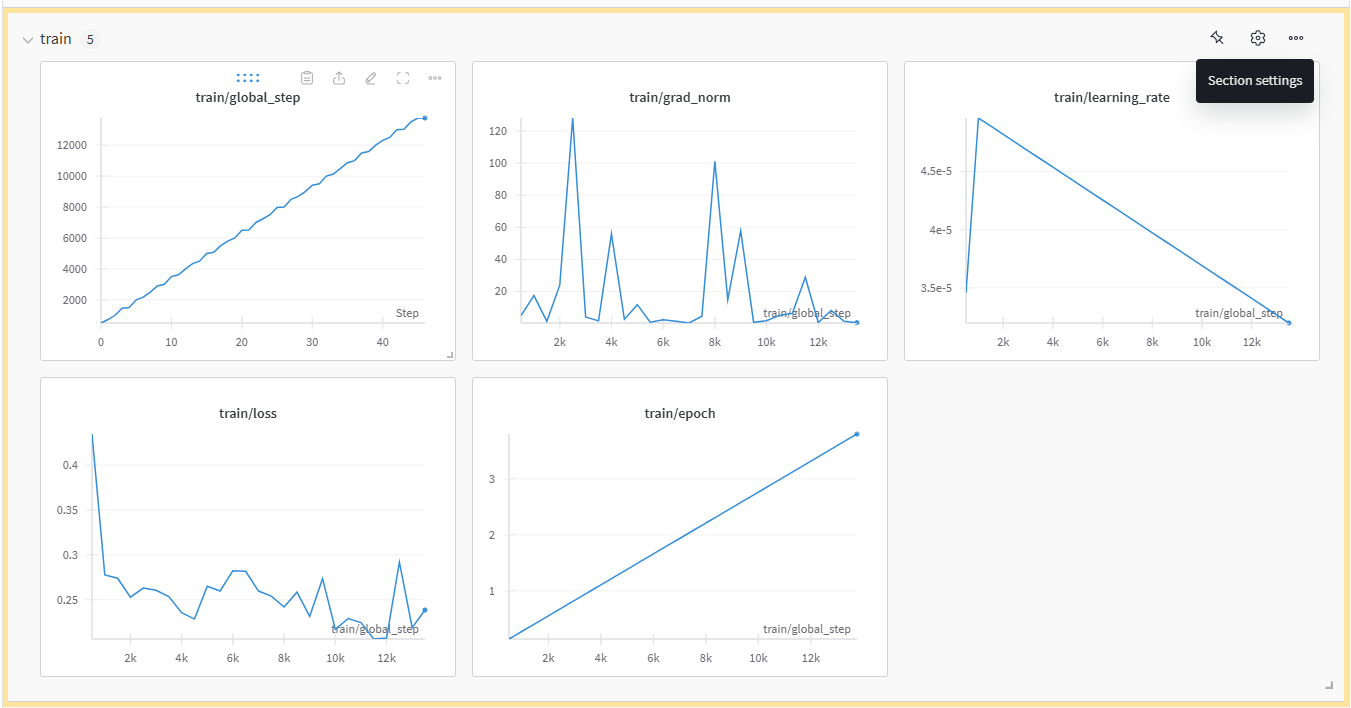 train 5
Section settings
train/global_step
12000
10000
8000
6000
4000
2000
Step
0 10 20 30 40
train/grad_norm
120
100
80
60
40
20
train/global_step
2k 4k 6k 8k 10k 12k
train/learning_rate
4.5e-5
4e-5
3.5e-5
train/global_step
2k 4k 6k 8k 10k 12k
train/loss
0.4
0.35
0.3
0.25
train/global_step
2k 4k 6k 8k 10k 12k
train/epoch
3
2
1
train/global_step
2k 4k 6k 8k 10k 12k